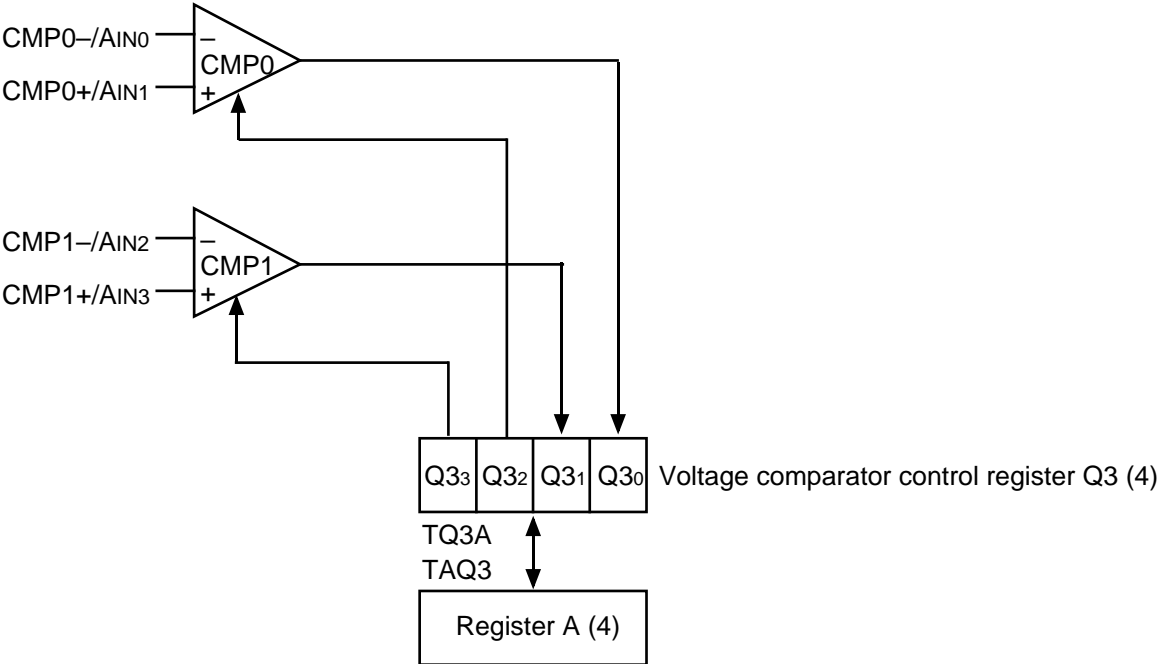 CMP0–/AIN0
–
CMP0
CMP0+/AIN1
+
CMP1–/AIN2
–
CMP1
CMP1+/AIN3
+
Q33 Q32 Q31 Q30 Voltage comparator control register Q3 (4)
TQ3A
TAQ3
Register A (4)